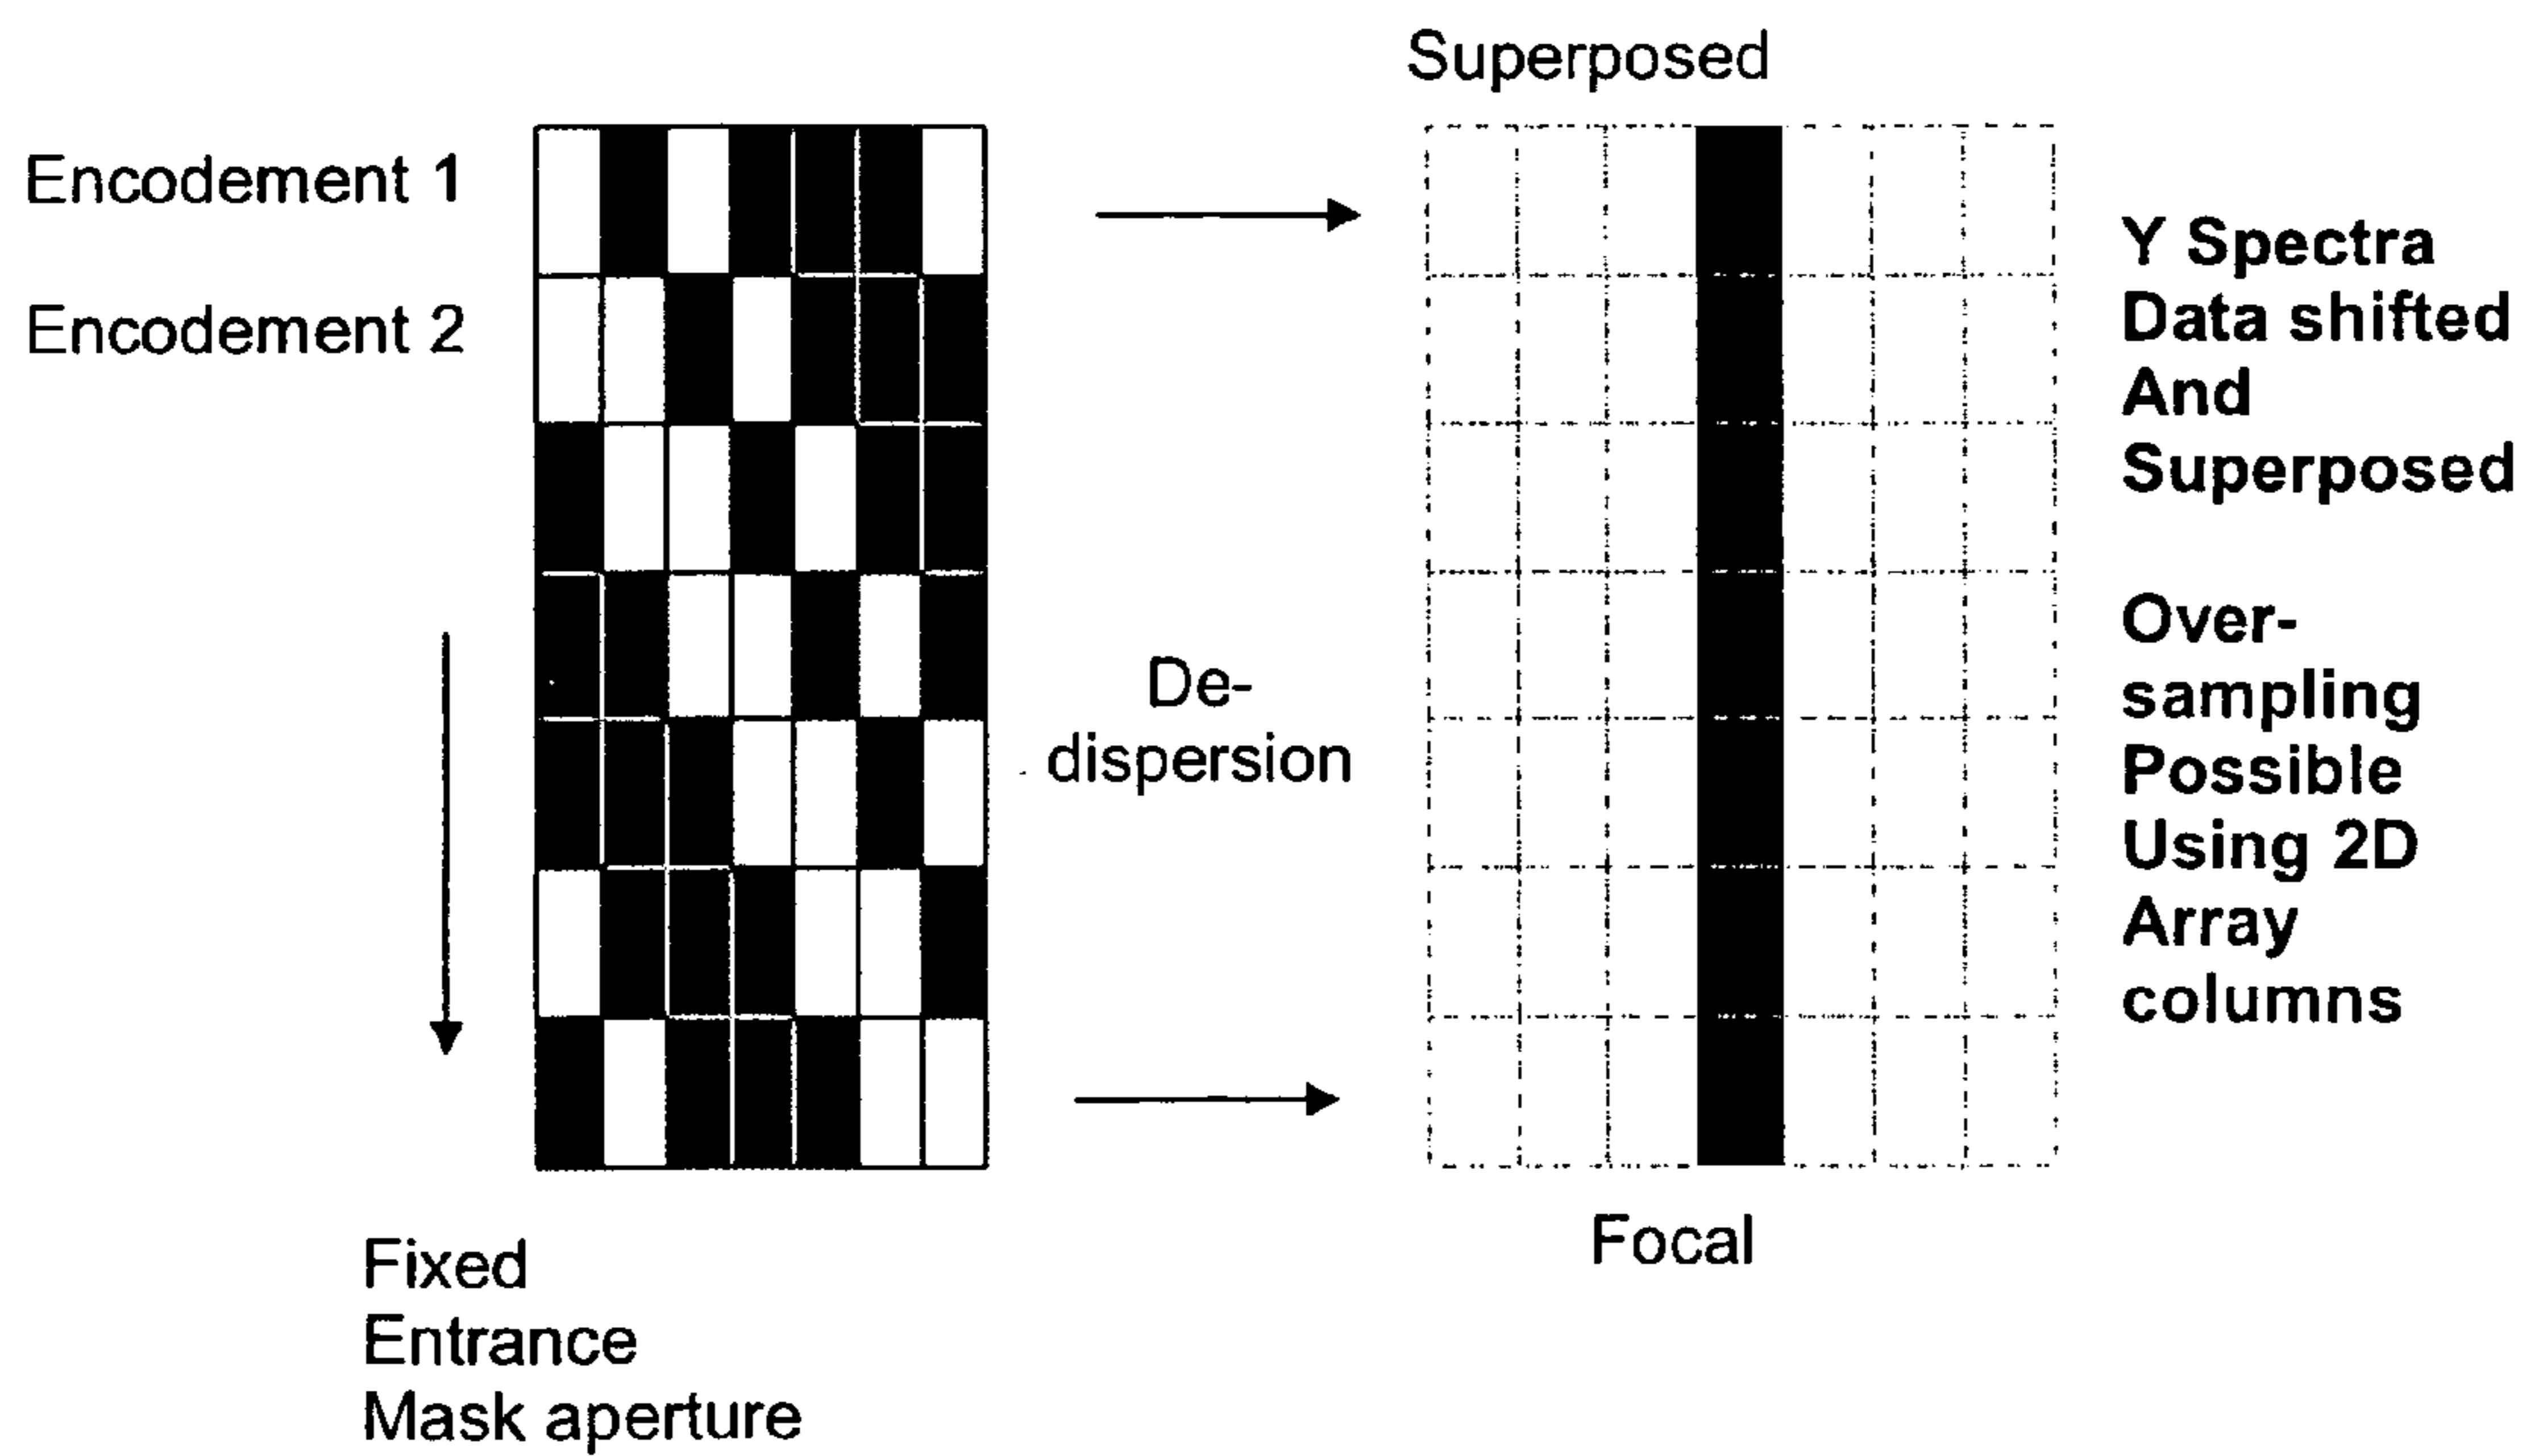 Superposed
Encodement 1
Encodement 2
Y Spectra
Data shifted
And
Superposed
Over-
sampling
Possible
Using 2D
Array
columns
De-
dispersion
Focal
Fixed
Entrance
Mask aperture